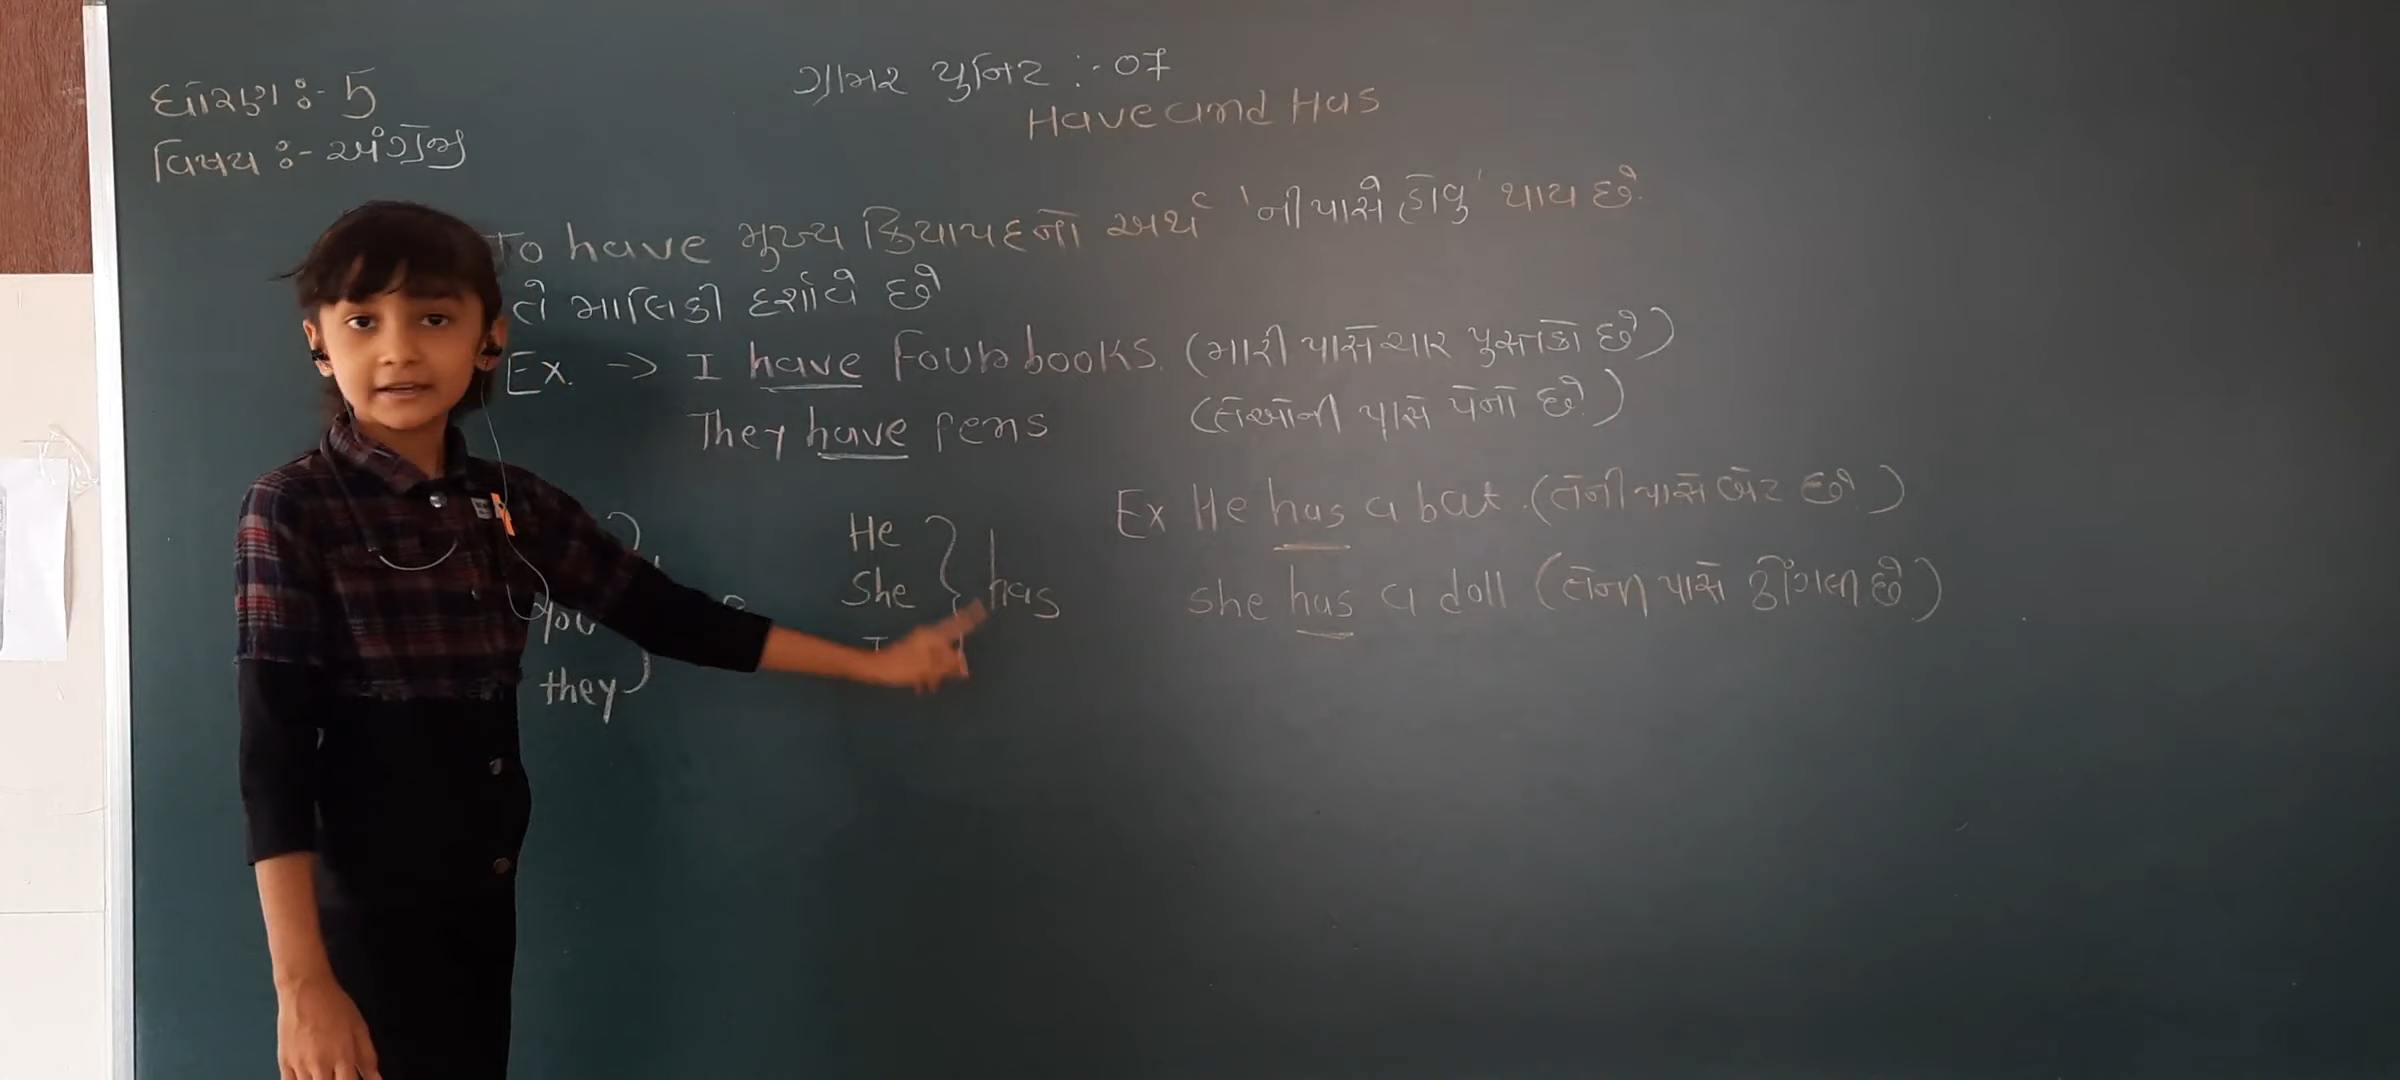 ધોરણ :- 5
વિષય :- અંગ્રેજી
ગ્રામર યુનિટ :- 07
Have and Has
To have મુખ્ય ક્રિયાપદનો અર્થ 'ની પાસે હોવુ' થાય છે.
તે માલિકી દર્શાવે છે
Ex. -> I have four books. (મારી પાસે ચાર પુસ્તકો છે)
They have pens (તેઓની પાસે પેનો છે)
you
they
He
She
has
Ex He has a bat. (તેની પાસે બેટ છે)
she has a doll (તેની પાસે ઢીંગલી છે)